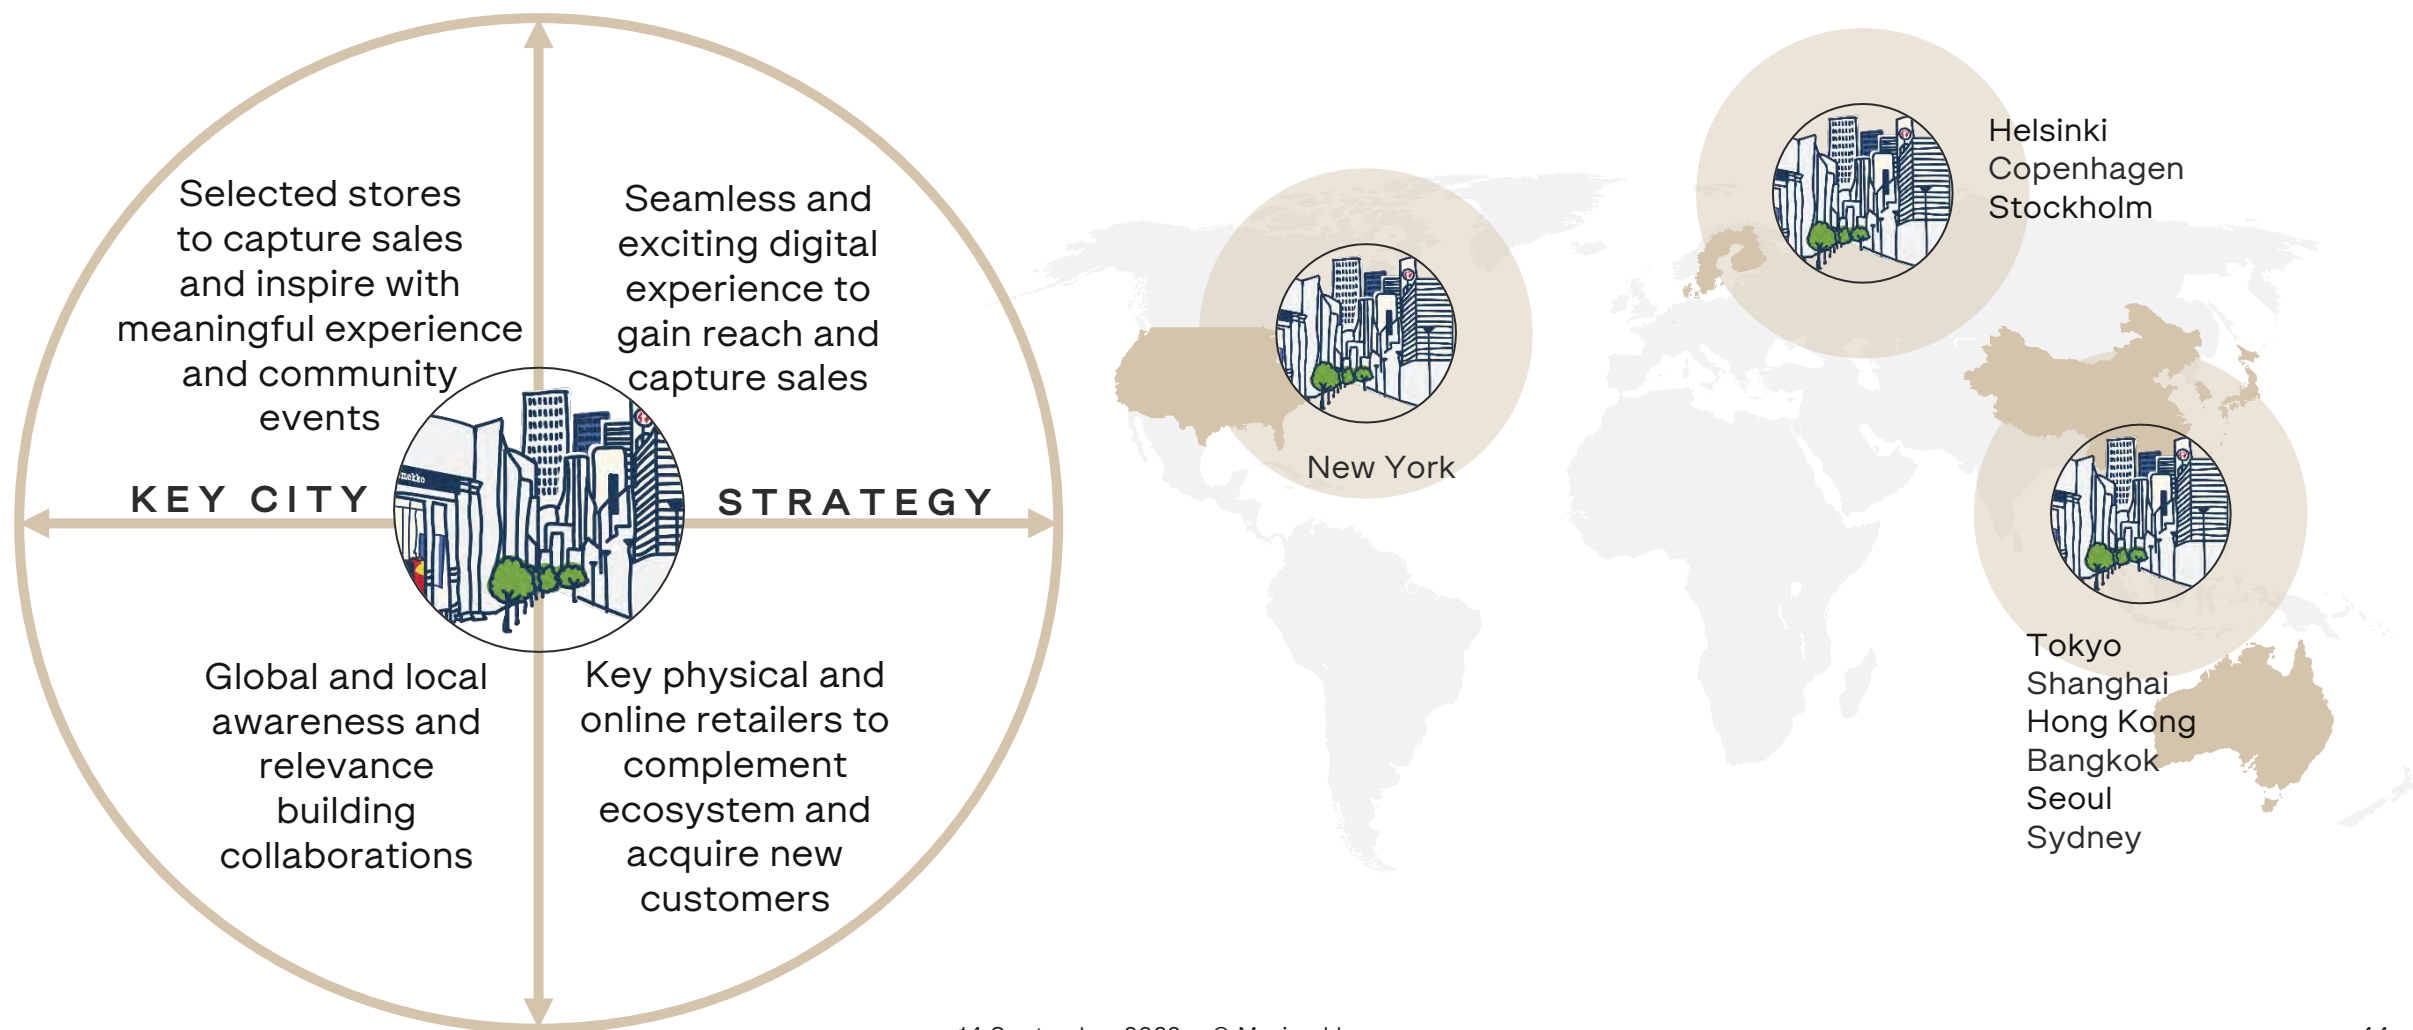 Selected stores
to capture sales
and inspire with
meaningful experience
and community
events
Seamless and
exciting digital
experience to
gain reach and
capture sales
KEY CITY
STRATEGY
Global and local
awareness and
relevance
building
collaborations
Key physical and
online retailers to
complement
ecosystem and
acquire new
customers
New York
Helsinki
Copenhagen
Stockholm
Tokyo
Shanghai
Hong Kong
Bangkok
Seoul
Sydney